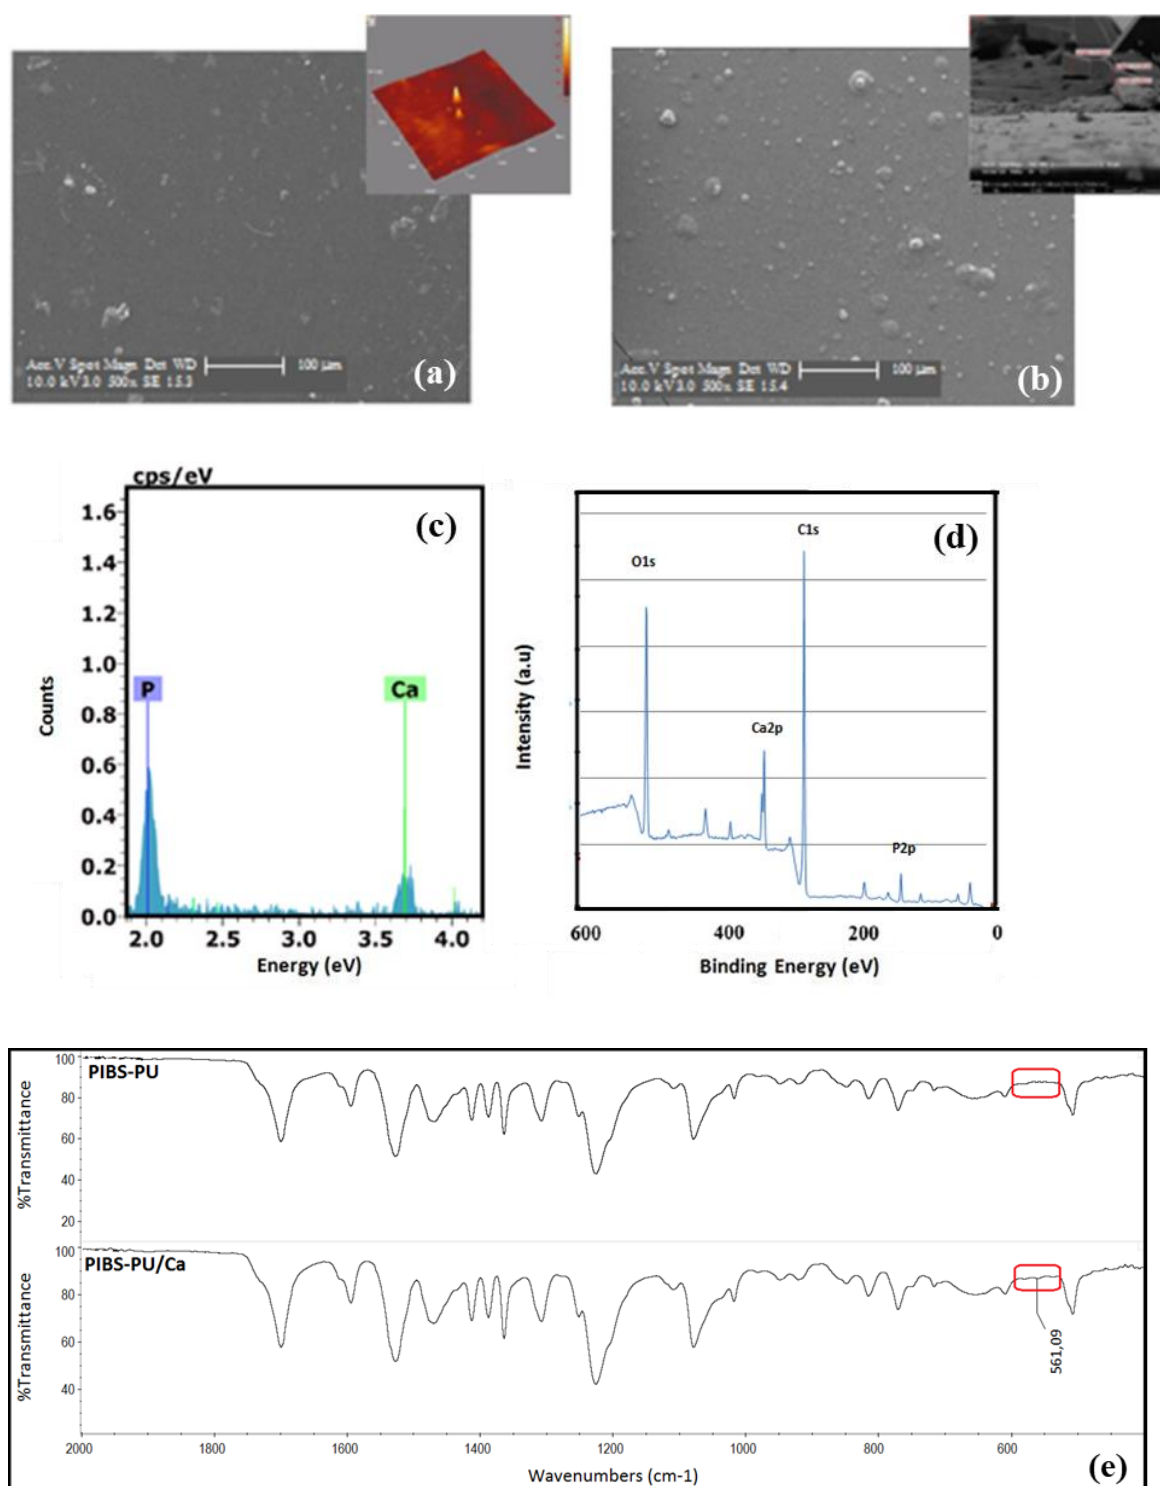 Acc.V Spot Magn Det WD 100 µm
10.0 kV 3.0 500x SE 15.3
(a)
Acc.V Spot Magn Det WD 100 µm
10.0 kV 3.0 500x SE 15.4
(b)
cps/eV
(c)
1.6
1.4
1.2
1.0
0.8
0.6
0.4
0.2
0.0
P
Ca
Counts
2.0 2.5 3.0 3.5 4.0
Energy (eV)
(d)
C1s
O1s
Ca2p
P2p
Intensity (a.u)
600 400 200 0
Binding Energy (eV)
PIBS-PU
%Transmittance
100
80
60
40
20
PIBS-PU/Ca
%Transmittance
100
80
60
40
561,09
2000 1800 1600 1400 1200 1000 800 600
Wavenumbers (cm-1)
(e)